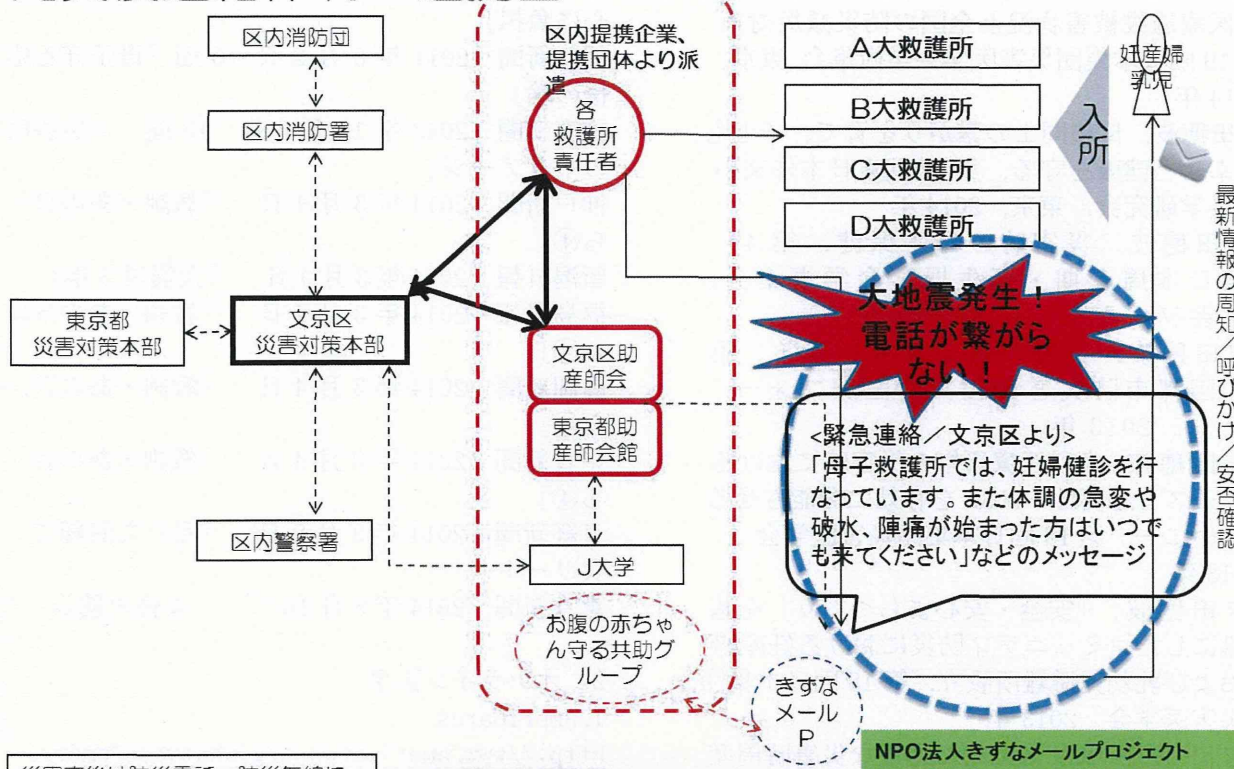 区内消防団
区内消防署
東京都
災害対策本部
文京区
災害対策本部
区内警察署
区内提携企業、
提携団体より派
遣
各
救護所
責任者
文京区助
産師会
東京都助
産師会館
J大学
お腹の赤ちゃ
ん守る共助グ
ループ
きずな
メール
P
A大救護所
B大救護所
C大救護所
D大救護所
入所
妊産婦
乳児
最新情報の周知／呼びかけ／安否確認
大地震発生！
電話が繋がら
ない！
<緊急連絡／文京区より>
「母子救護所では、妊婦健診を行
なっています。また体調の急変や
破水、陣痛が始まった方はいつで
も来てください」などのメッセージ
NPO法人きずなメールプロジェクト